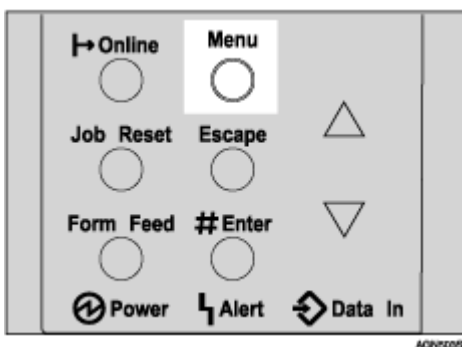 Online Menu
Job Reset Escape
Form Feed # Enter
Power Alert Data In